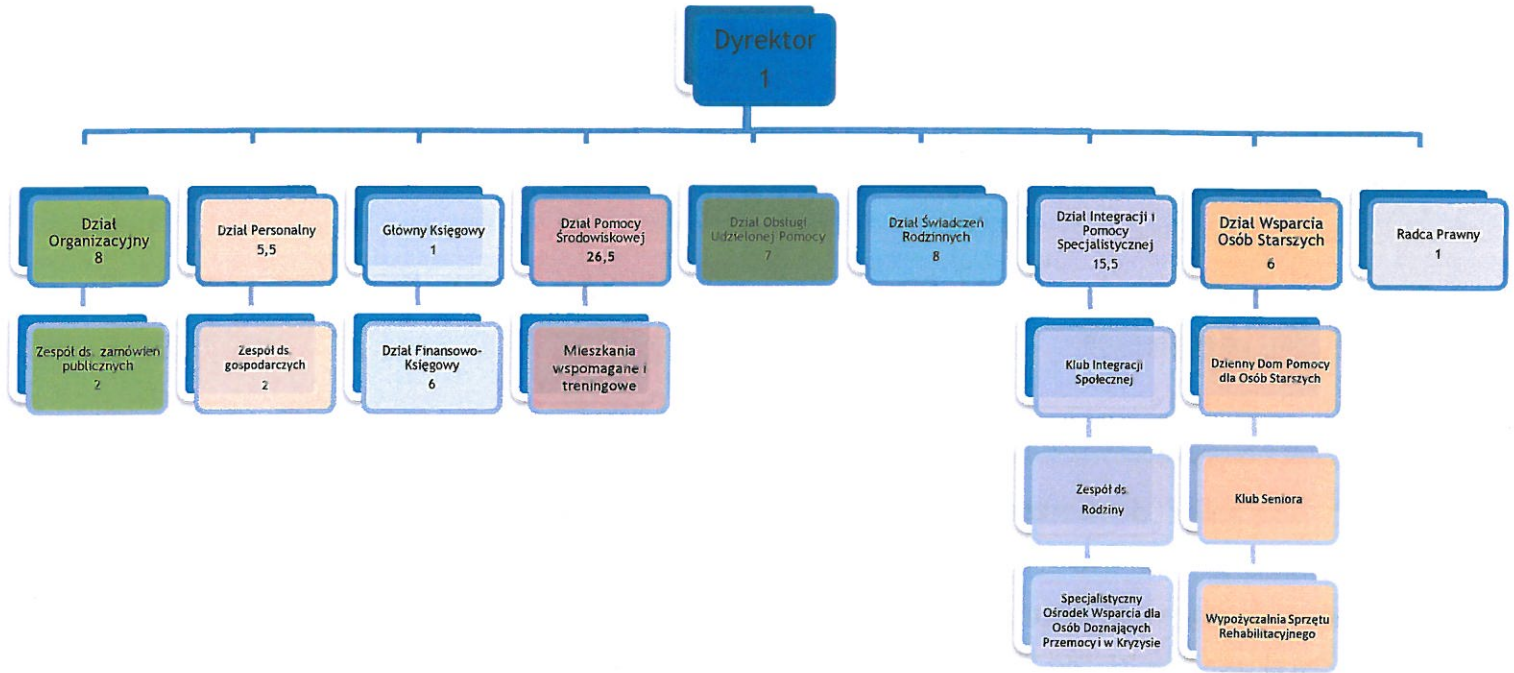 Dyrektor
1
Dział
Organizacyjny
8
Dział Personalny
5,5
Główny Księgowy
1
Dział Pomocy
Środowiskowej
26,5
Dział Obsługi
Udzielonej Pomocy
7
Dział Świadczeń
Rodzinnych
8
Dział Integracji i
Pomocy
Specjalistycznej
15,5
Dział Wsparcia
Osób Starszych
6
Radca Prawny
1
Zespół ds. zamówień
publicznych
2
Zespół ds.
gospodarczych
2
Dział Finansowo-
Księgowy
6
Mieszkania
wspomagane i
treningowe
Klub Integracji
Społecznej
Dzienny Dom Pomocy
dla Osób Starszych
Zespół ds.
Rodziny
Klub Seniora
Specjalistyczny
Ośrodek Wsparcia dla
Osób Doznających
Przemocy i w Kryzysie
Wypożyczalnia Sprzętu
Rehabilitacyjnego